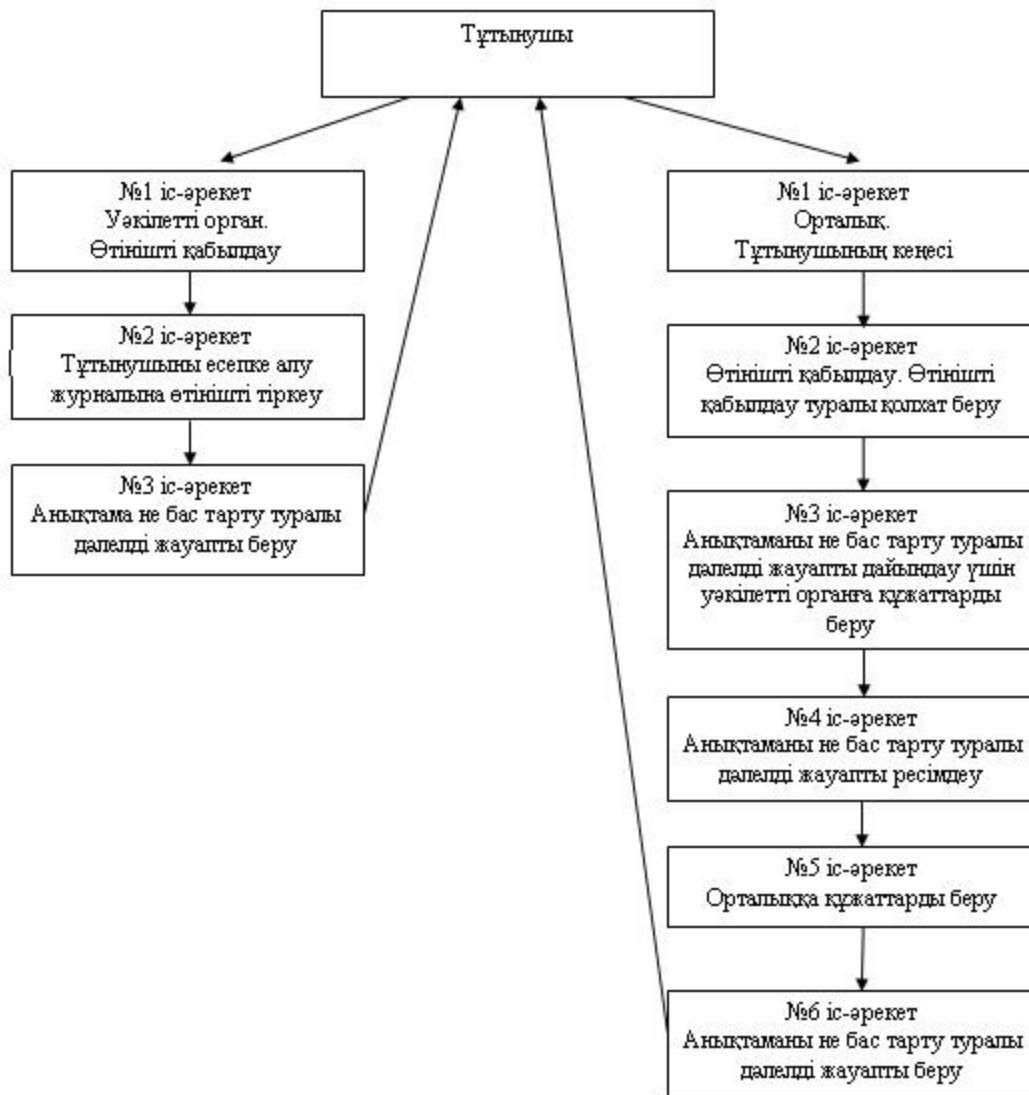 Тұтынушы
№1 іс-әрекет
Уәкілетті орган.
Өтінішті қабылдау
№2 іс-әрекет
Тұтынушыны есепке алу
журналына өтінішті тіркеу
№3 іс-әрекет
Анықтама не бас тарту туралы
дәлелді жауапты беру
№1 іс-әрекет
Орталық.
Тұтынушының кеңесі
№2 іс-әрекет
Өтінішті қабылдау. Өтінішті
қабылдау туралы қолхат беру
№3 іс-әрекет
Анықтаманы не бас тарту туралы
дәлелді жауапты дайындау үшін
уәкілетті органға құжаттарды
беру
№4 іс-әрекет
Анықтаманы не бас тарту туралы
дәлелді жауапты ресімдеу
№5 іс-әрекет
Орталыққа құжаттарды беру
№6 іс-әрекет
Анықтаманы не бас тарту туралы
дәлелді жауапты беру